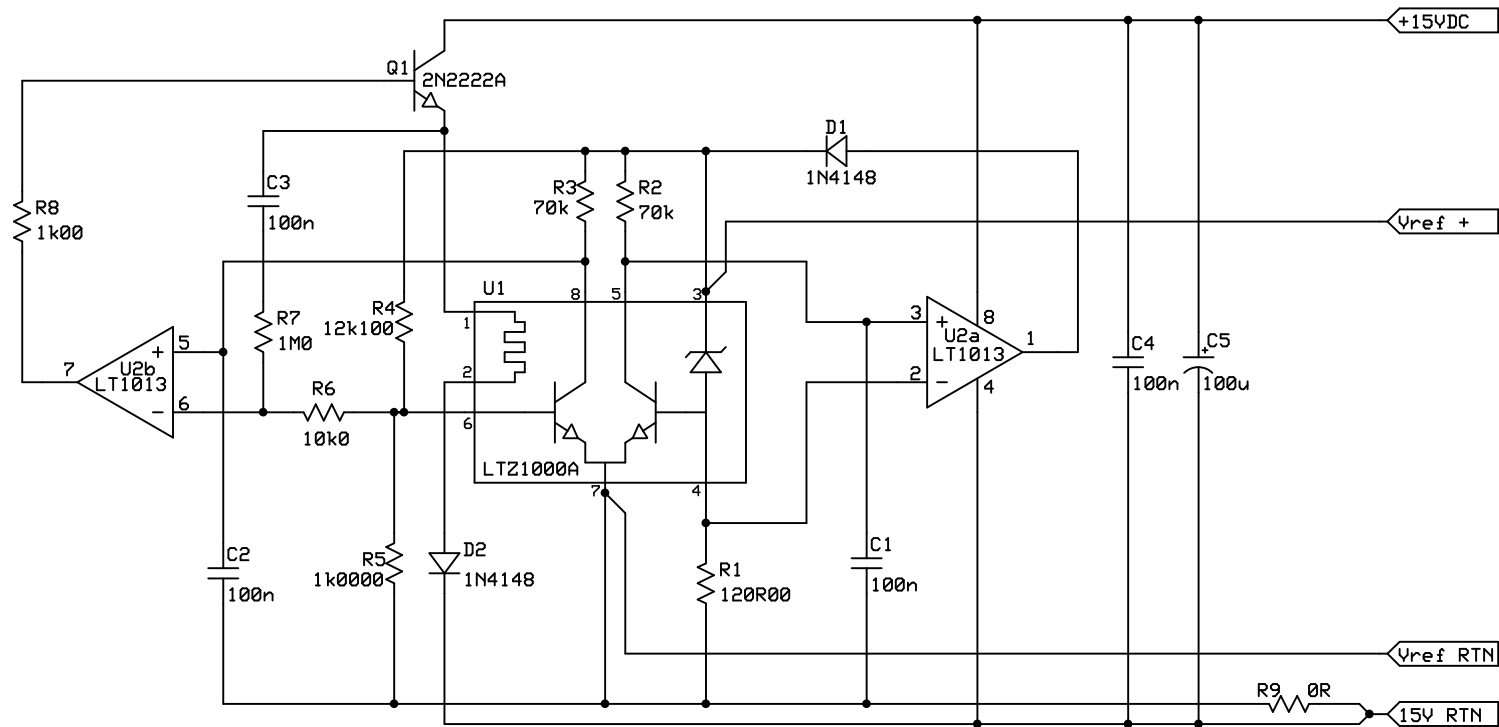 +15VDC
Q1
2N2222A
D1
1N4148
C3
100n
R3
70k
R2
70k
R8
1k00
Vref +
U1
8
5
3
R4
12k100
R7
1M0
1
3
+
8
U2a
LT1013
1
2
−
4
C4
100n
+
C5
100u
7
+
5
U2b
LT1013
−
6
2
R6
10k0
6
LTZ1000A
7
4
C2
100n
R5
1k0000
D2
1N4148
R1
120R00
C1
100n
Vref RTN
R9 0R
15V RTN